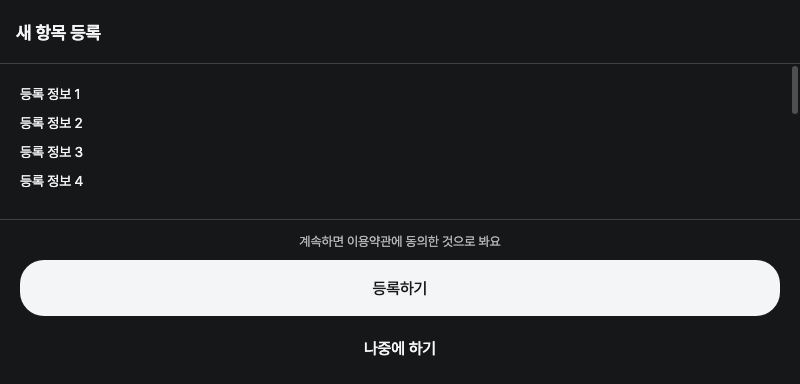 새 항목 등록
등록 정보 1
등록 정보 2
등록 정보 3
등록 정보 4
계속하면 이용약관에 동의한 것으로 봐요
등록하기
나중에 하기